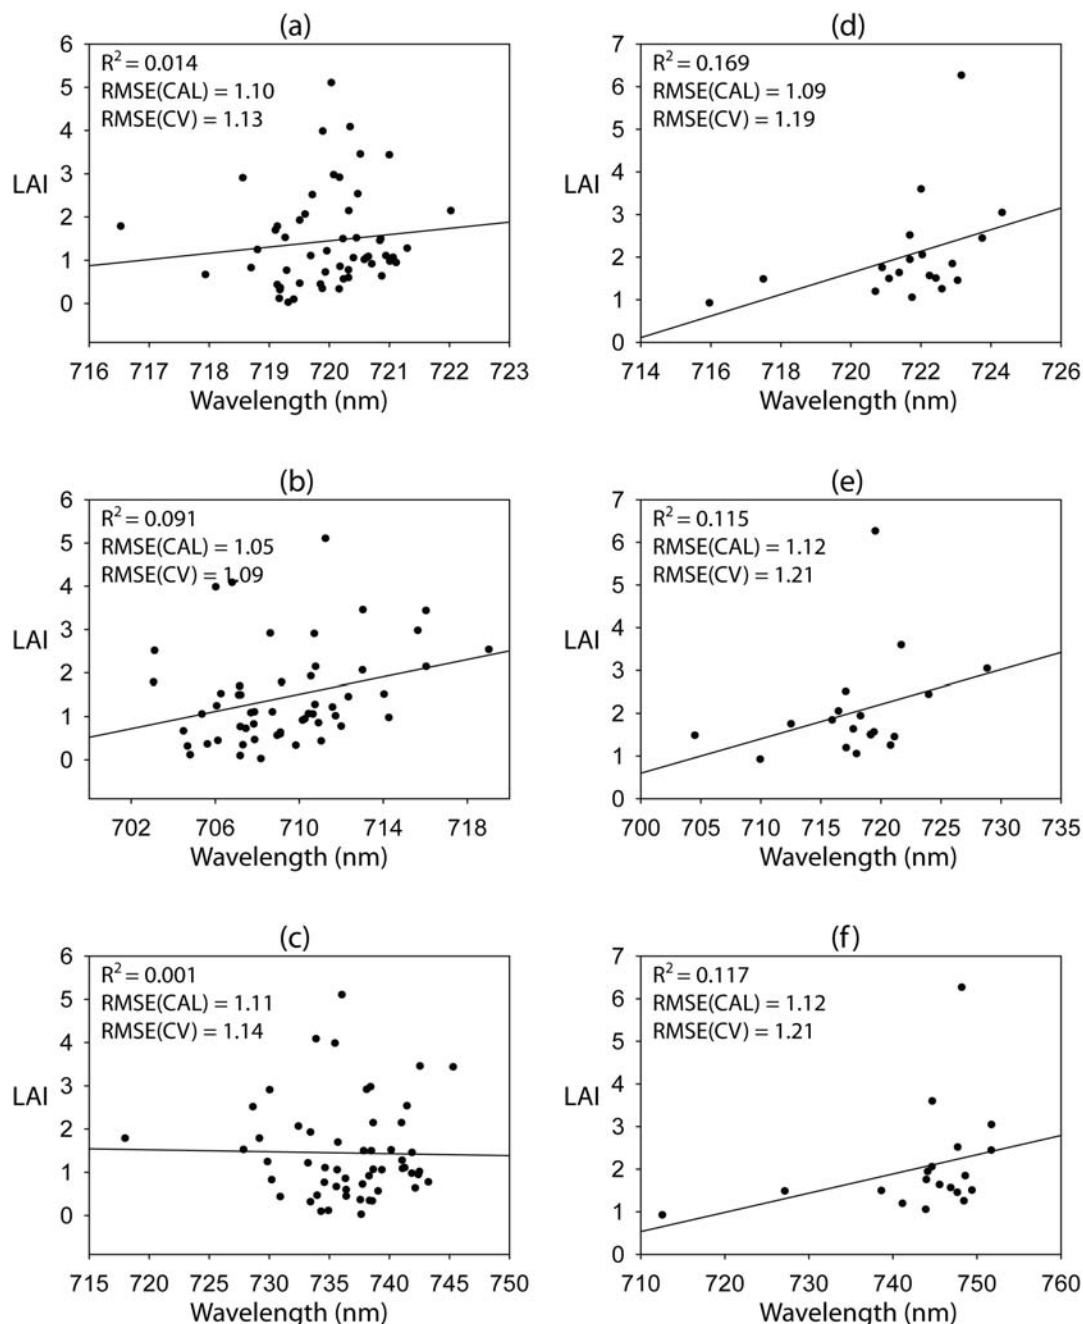 (a)
R² = 0.014
RMSE(CAL) = 1.10
RMSE(CV) = 1.13
6
5
4
3
2
1
0
LAI
716 717 718 719 720 721 722 723
Wavelength (nm)
(d)
R² = 0.169
RMSE(CAL) = 1.09
RMSE(CV) = 1.19
7
6
5
4
3
2
1
0
LAI
714 716 718 720 722 724 726
Wavelength (nm)
(b)
R² = 0.091
RMSE(CAL) = 1.05
RMSE(CV) = 1.09
6
5
4
3
2
1
0
LAI
702 706 710 714 718
Wavelength (nm)
(e)
R² = 0.115
RMSE(CAL) = 1.12
RMSE(CV) = 1.21
7
6
5
4
3
2
1
0
LAI
700 705 710 715 720 725 730 735
Wavelength (nm)
(c)
R² = 0.001
RMSE(CAL) = 1.11
RMSE(CV) = 1.14
6
5
4
3
2
1
0
LAI
715 720 725 730 735 740 745 750
Wavelength (nm)
(f)
R² = 0.117
RMSE(CAL) = 1.12
RMSE(CV) = 1.21
7
6
5
4
3
2
1
0
LAI
710 720 730 740 750 760
Wavelength (nm)